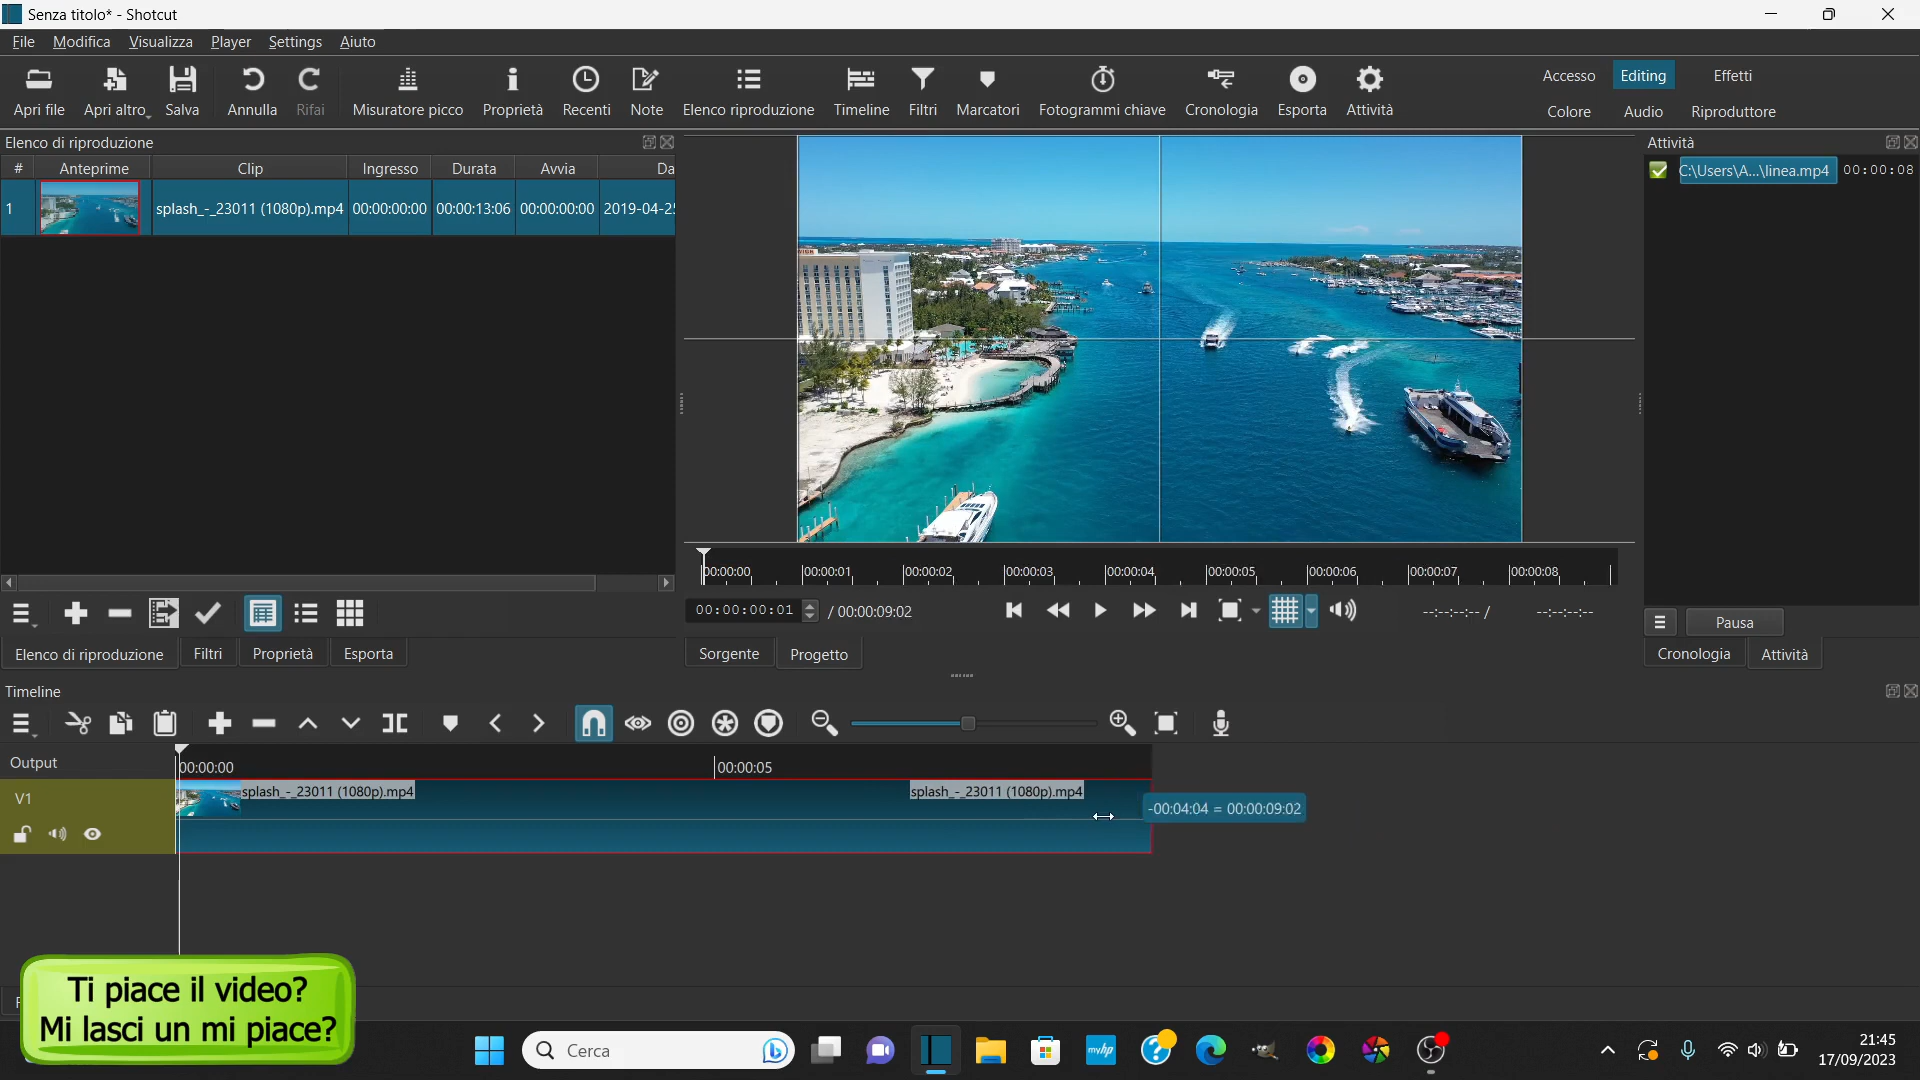 Senza titolo* - Shotcut
File Modifica Visualizza Player Settings Aiuto
Apri file Apri altro Salva Annulla Rifai Misuratore picco Proprietà Recenti Note Elenco riproduzione Timeline Filtri Marcatori Fotogrammi chiave Cronologia Esporta Attività
Accesso Editing Effetti
Colore Audio Riproduttore
Elenco di riproduzione
# Anteprime Clip Ingresso Durata Avvia Da
1 splash_-_23011 (1080p).mp4 00:00:00:00 00:00:13:06 00:00:00:00 2019-04-25
Attività
C:\Users\A...\linea.mp4 00:00:08
00:00:00 00:00:01 00:00:02 00:00:03 00:00:04 00:00:05 00:00:06 00:00:07 00:00:08
00:00:00:01 / 00:00:09:02 --:--:--:-- / --:--:--:--
Pausa
Elenco di riproduzione Filtri Proprietà Esporta
Sorgente Progetto
Cronologia Attività
Timeline
Output 00:00:00 00:00:05
V1 splash_-_23011 (1080p).mp4 splash_-_23011 (1080p).mp4
-00:04:04 = 00:00:09:02
Ti piace il video?
Mi lasci un mi piace?
Cerca
myhp
21:45
17/09/2023